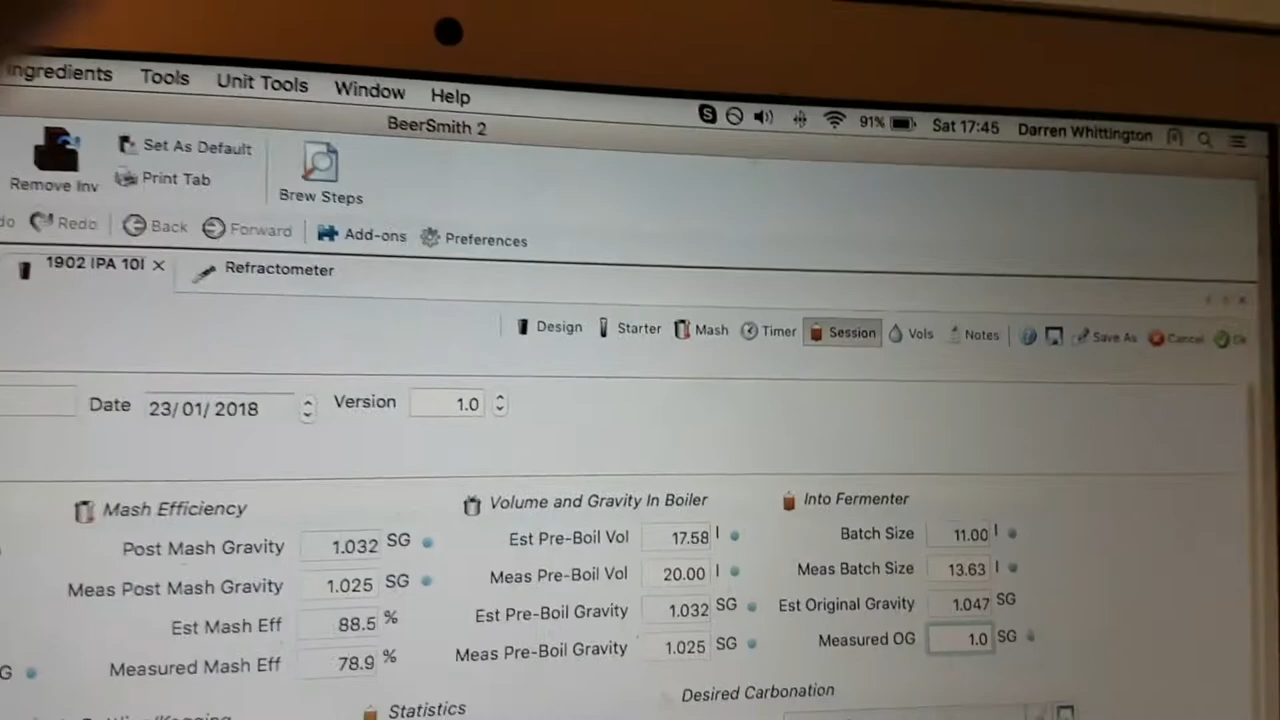 Ingredients Tools Unit Tools Window Help
91% Sat 17:45 Darren Whittington
BeerSmith 2
Remove Inv
Set As Default
Print Tab
Brew Steps
do Redo Back Forward Add-ons Preferences
1902 IPA 10l × Refractometer
Design Starter Mash Timer Session Vols Notes Save As Cancel Ok
Date 23/01/2018 Version 1.0
Mash Efficiency
Post Mash Gravity 1.032 SG
Meas Post Mash Gravity 1.025 SG
Est Mash Eff 88.5 %
Measured Mash Eff 78.9 %
SG
Volume and Gravity In Boiler
Est Pre-Boil Vol 17.58 l
Meas Pre-Boil Vol 20.00 l
Est Pre-Boil Gravity 1.032 SG
Meas Pre-Boil Gravity 1.025 SG
Into Fermenter
Batch Size 11.00 l
Meas Batch Size 13.63 l
Est Original Gravity 1.047 SG
Measured OG 1.0 SG
Statistics
Desired Carbonation